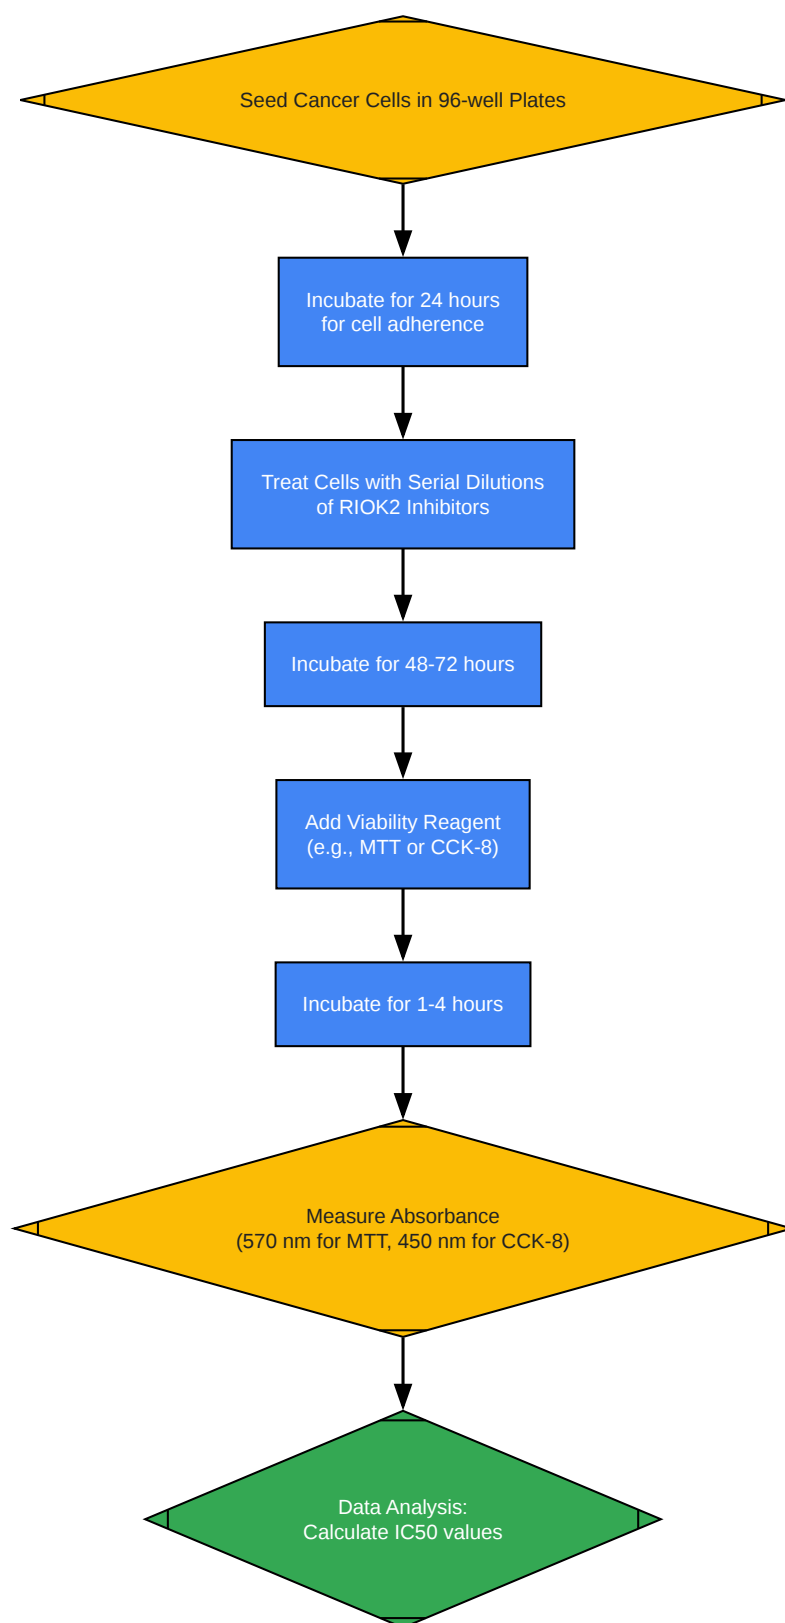 Seed Cancer Cells in 96-well Plates
Incubate for 24 hours
for cell adherence
Treat Cells with Serial Dilutions
of RIOK2 Inhibitors
Incubate for 48-72 hours
Add Viability Reagent
(e.g., MTT or CCK-8)
Incubate for 1-4 hours
Measure Absorbance
(570 nm for MTT, 450 nm for CCK-8)
Data Analysis:
Calculate IC50 values